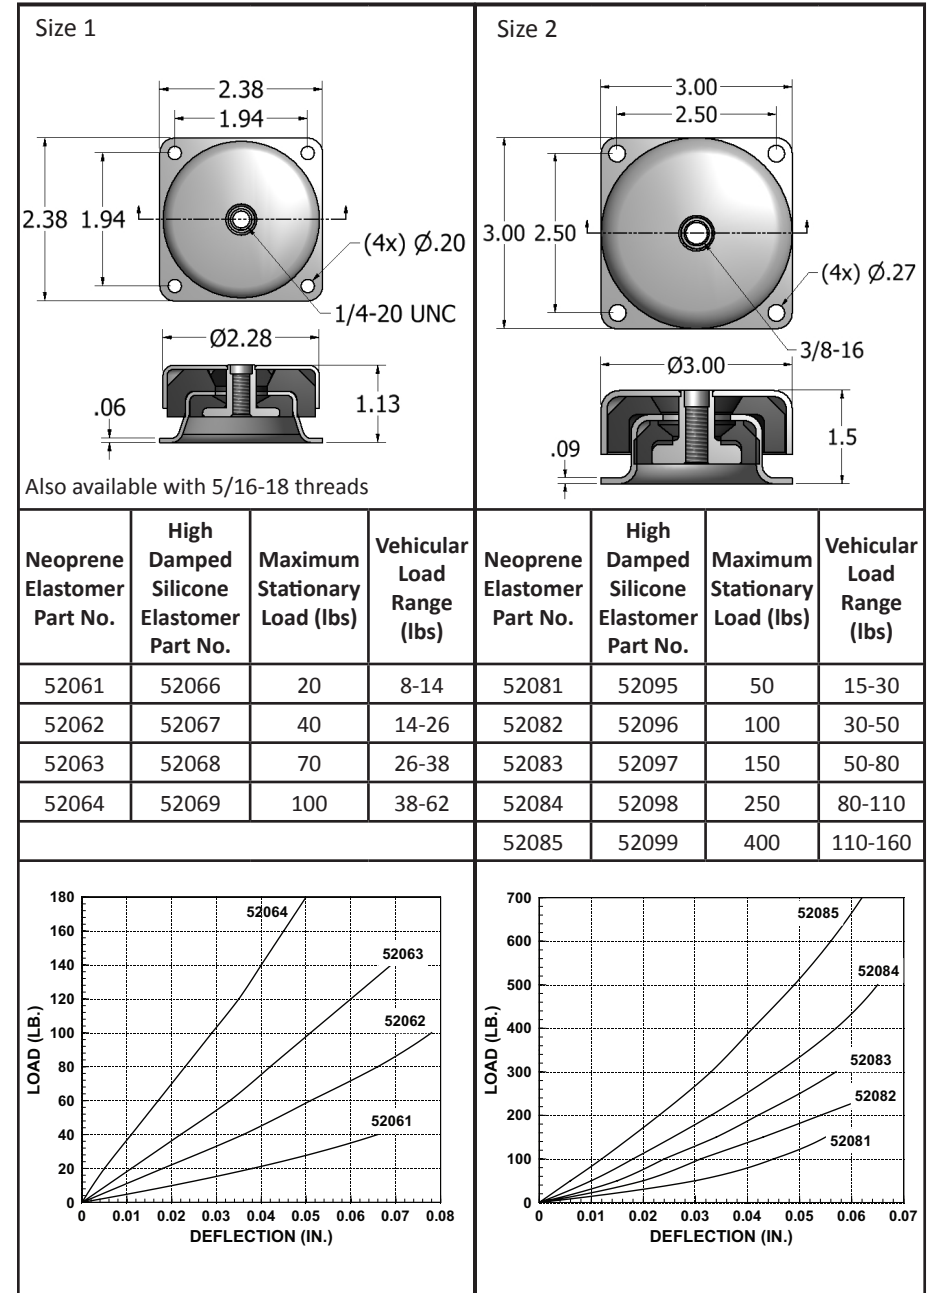 Size 1
2.38
1.94
2.38 1.94
(4x) Ø.20
1/4-20 UNC
Ø2.28
.06
1.13
Also available with 5/16-18 threads
Size 2
3.00
2.50
3.00 2.50
(4x) Ø.27
3/8-16
Ø3.00
.09
1.5
Neoprene Elastomer Part No. High Damped Silicone Elastomer Part No. Maximum Stationary Load (lbs) Vehicular Load Range (lbs) Neoprene Elastomer Part No. High Damped Silicone Elastomer Part No. Maximum Stationary Load (lbs) Vehicular Load Range (lbs)
52061 52066 20 8-14 52081 52095 50 15-30
52062 52067 40 14-26 52082 52096 100 30-50
52063 52068 70 26-38 52083 52097 150 50-80
52064 52069 100 38-62 52084 52098 250 80-110
52085 52099 400 110-160
180
160
140
120
100
80
60
40
20
0
LOAD (LB.)
52064
52063
52062
52061
0 0.01 0.02 0.03 0.04 0.05 0.06 0.07 0.08
DEFLECTION (IN.)
700
600
500
400
300
200
100
0
LOAD (LB.)
52085
52084
52083
52082
52081
0 0.01 0.02 0.03 0.04 0.05 0.06 0.07
DEFLECTION (IN.)